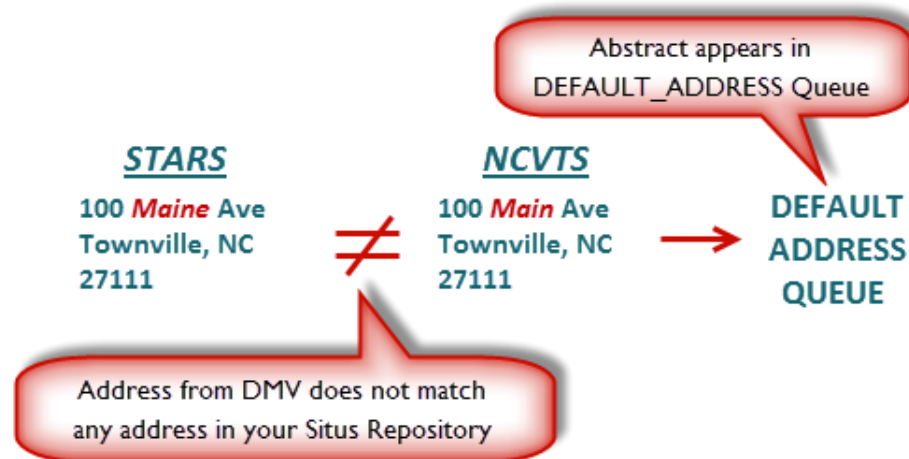 Abstract appears in
DEFAULT_ADDRESS Queue
STARS
100 Maine Ave
Townville, NC
27111
≠
NCVTS
100 Main Ave
Townville, NC
27111
→
DEFAULT
ADDRESS
QUEUE
Address from DMV does not match
any address in your Situs Repository